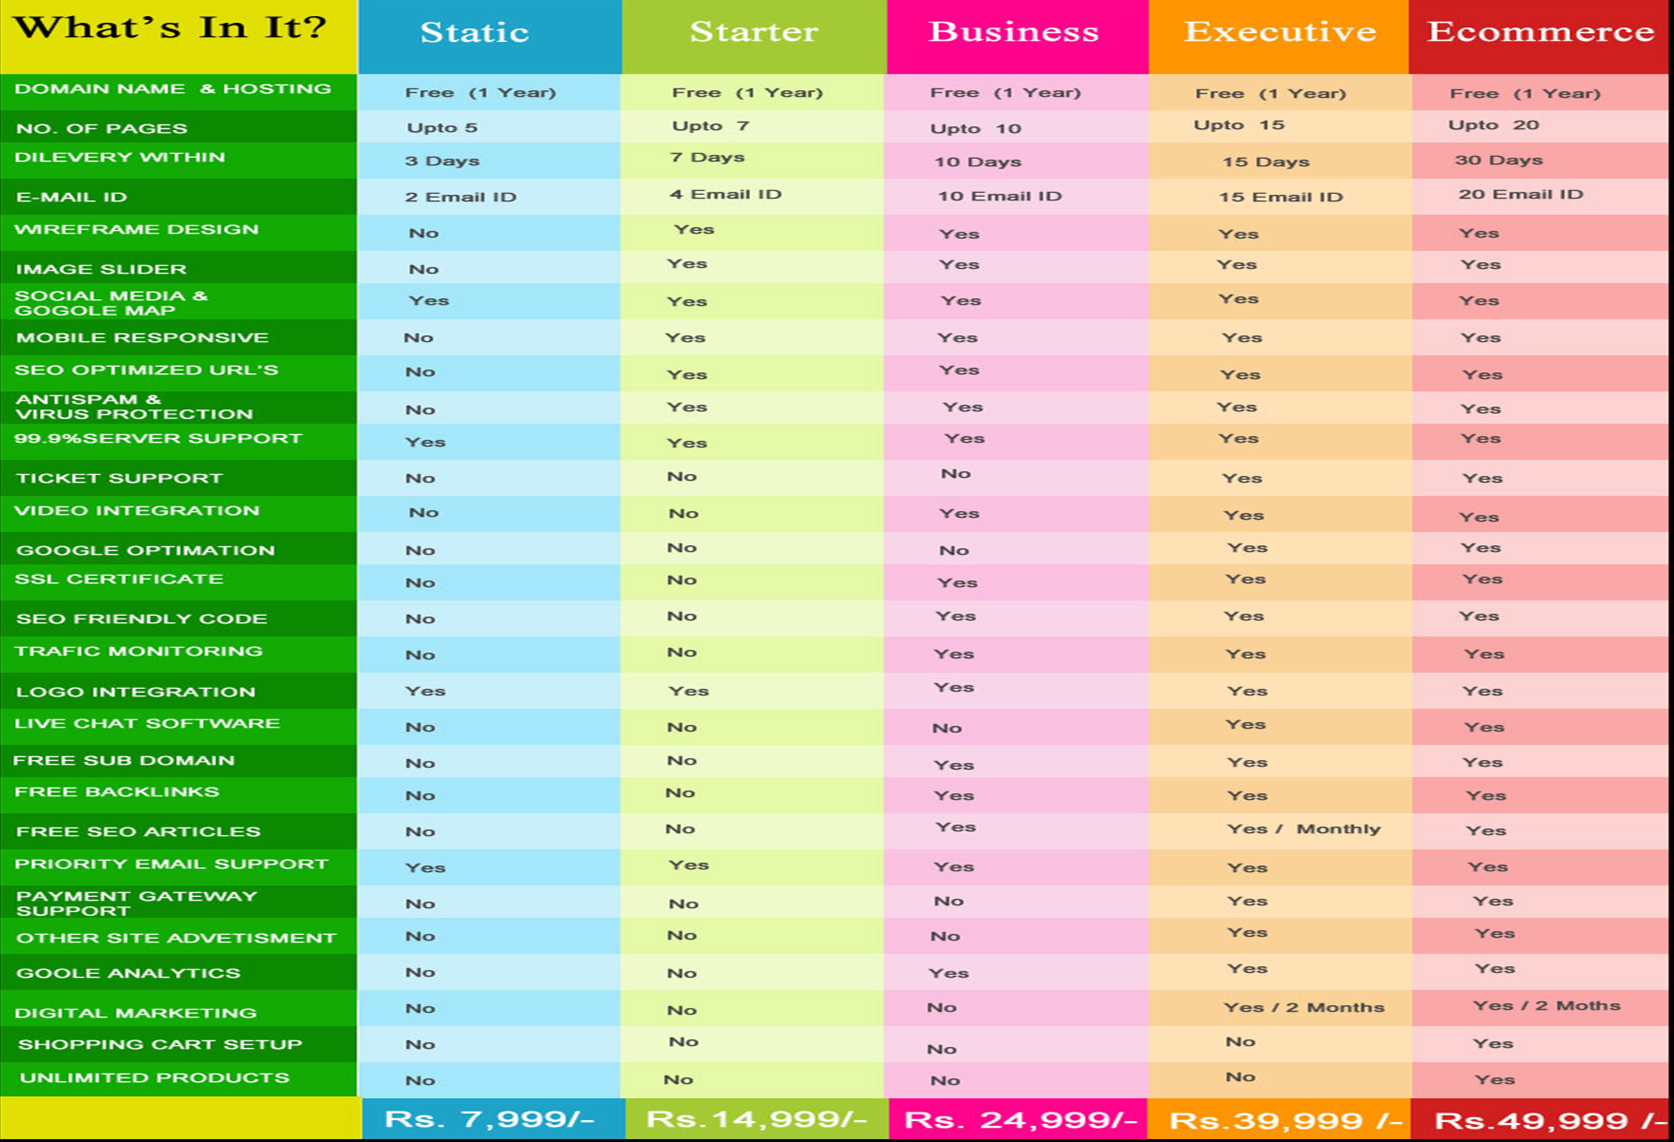 What's In It? Static Starter Business Executive Ecommerce
DOMAIN NAME & HOSTING Free (1 Year) Free (1 Year) Free (1 Year) Free (1 Year) Free (1 Year)
NO. OF PAGES Upto 5 Upto 7 Upto 10 Upto 15 Upto 20
DILEVERY WITHIN 3 Days 7 Days 10 Days 15 Days 30 Days
E-MAIL ID 2 Email ID 4 Email ID 10 Email ID 15 Email ID 20 Email ID
WIREFRAME DESIGN No Yes Yes Yes Yes
IMAGE SLIDER No Yes Yes Yes Yes
SOCIAL MEDIA &
GOGOLE MAP Yes Yes Yes Yes Yes
MOBILE RESPONSIVE No Yes Yes Yes Yes
SEO OPTIMIZED URL'S No Yes Yes Yes Yes
ANTISPAM &
VIRUS PROTECTION No Yes Yes Yes Yes
99.9%SERVER SUPPORT Yes Yes Yes Yes Yes
TICKET SUPPORT No No No Yes Yes
VIDEO INTEGRATION No No Yes Yes Yes
GOOGLE OPTIMATION No No No Yes Yes
SSL CERTIFICATE No No Yes Yes Yes
SEO FRIENDLY CODE No No Yes Yes Yes
TRAFIC MONITORING No No Yes Yes Yes
LOGO INTEGRATION Yes Yes Yes Yes Yes
LIVE CHAT SOFTWARE No No No Yes Yes
FREE SUB DOMAIN No No Yes Yes Yes
FREE BACKLINKS No No Yes Yes Yes
FREE SEO ARTICLES No No Yes Yes / Monthly Yes
PRIORITY EMAIL SUPPORT Yes Yes Yes Yes Yes
PAYMENT GATEWAY
SUPPORT No No No Yes Yes
OTHER SITE ADVETISMENT No No No Yes Yes
GOOLE ANALYTICS No No Yes Yes Yes
DIGITAL MARKETING No No No Yes / 2 Months Yes / 2 Moths
SHOPPING CART SETUP No No No No Yes
UNLIMITED PRODUCTS No No No No Yes
Rs. 7,999/- Rs.14,999/- Rs. 24,999/- Rs.39,999 /- Rs.49,999 /-